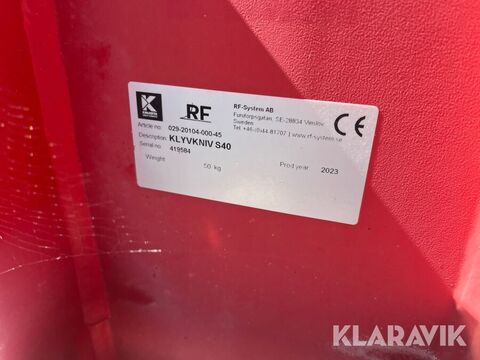 K
RF
RF-System AB
Furutorpsgatan, SE-28834 Vinslöv,
Sweden
Tel +46-(0)44-81707 | www.rf-system.se
CE
Article no: 029-20104-000-45
Description: KLYVKNIV S40
Serial no: 419584
Weight: 50 kg Prod year: 2023
KLARAVIK